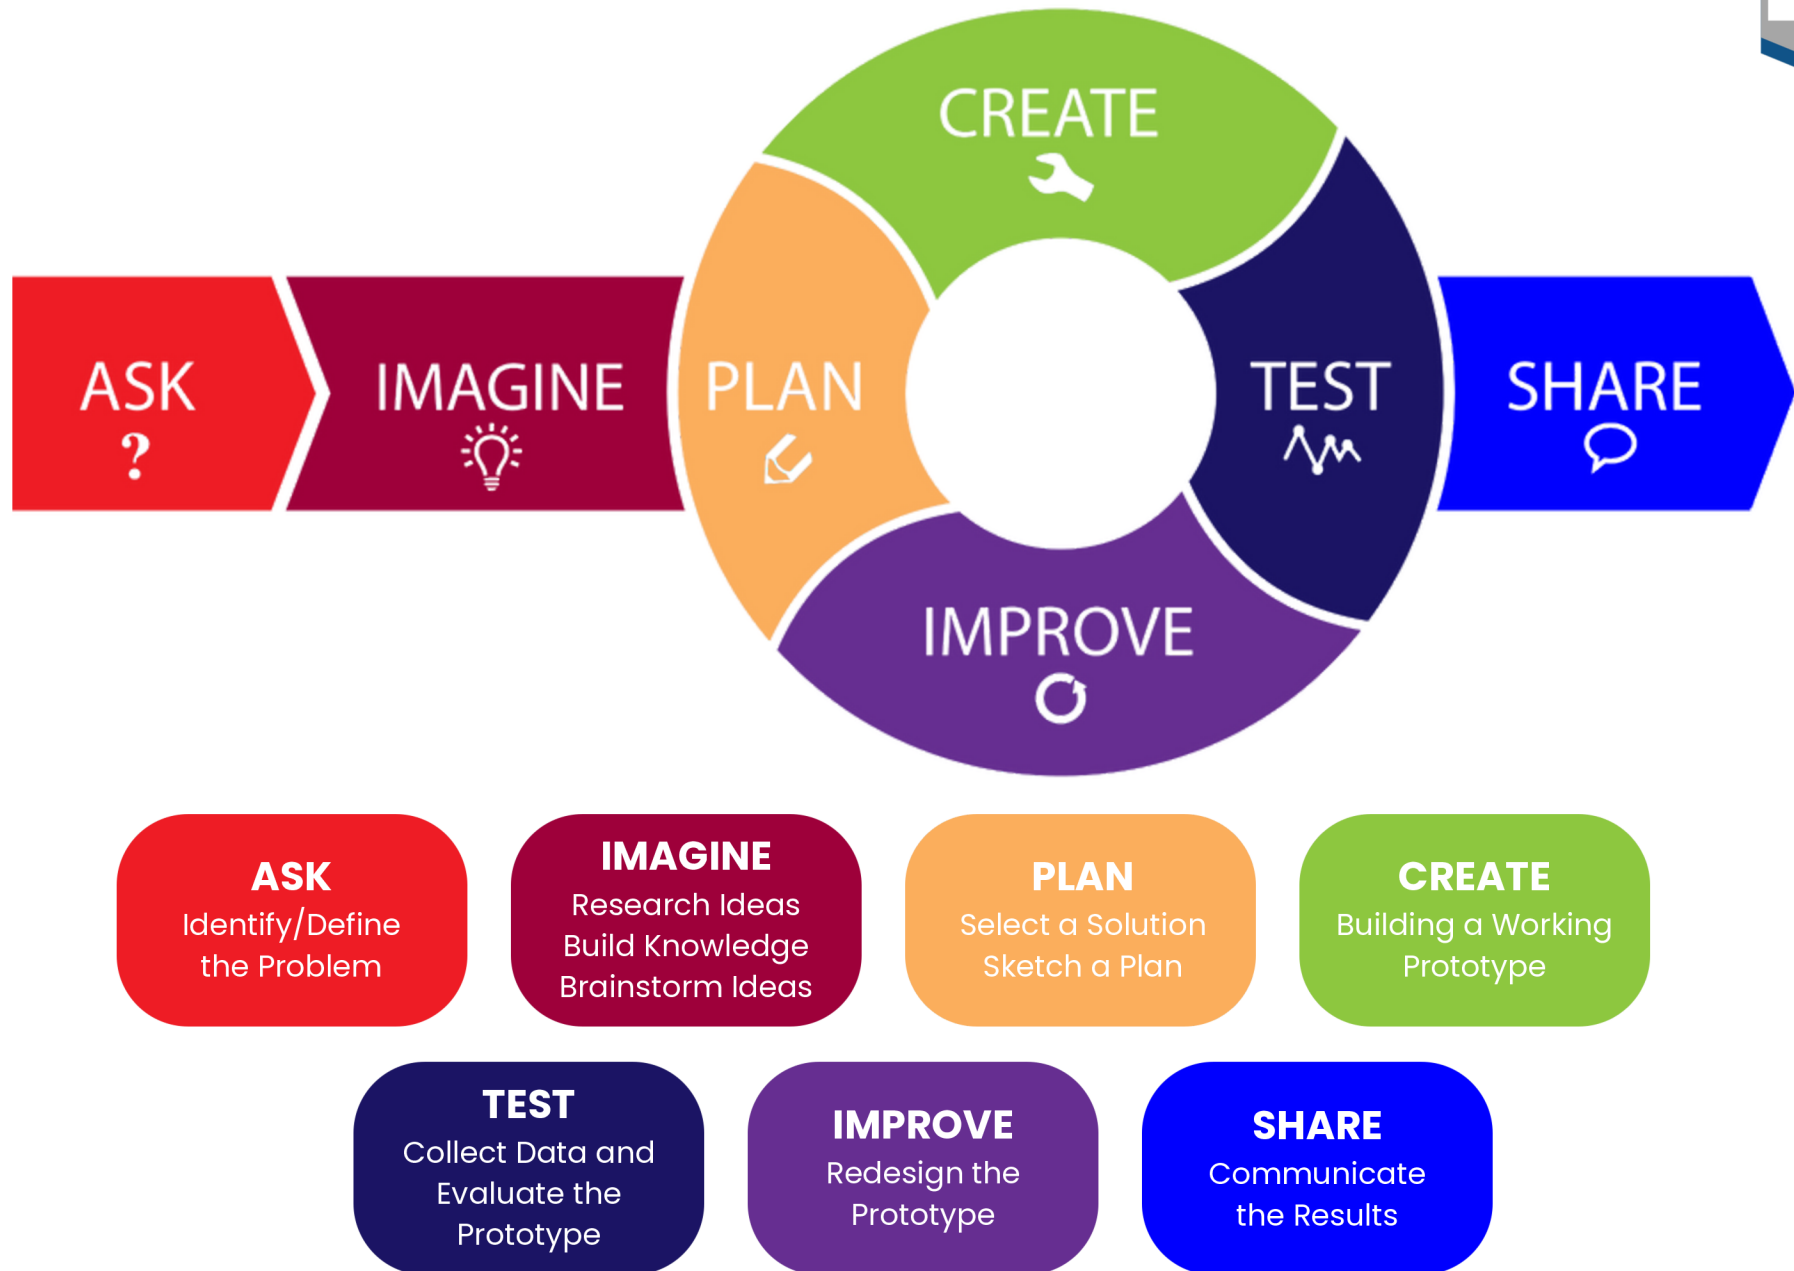 CREATE
ASK
?
IMAGINE
PLAN
TEST
SHARE
IMPROVE
ASK
Identify/Define
the Problem
IMAGINE
Research Ideas
Build Knowledge
Brainstorm Ideas
PLAN
Select a Solution
Sketch a Plan
CREATE
Building a Working
Prototype
TEST
Collect Data and
Evaluate the
Prototype
IMPROVE
Redesign the
Prototype
SHARE
Communicate
the Results